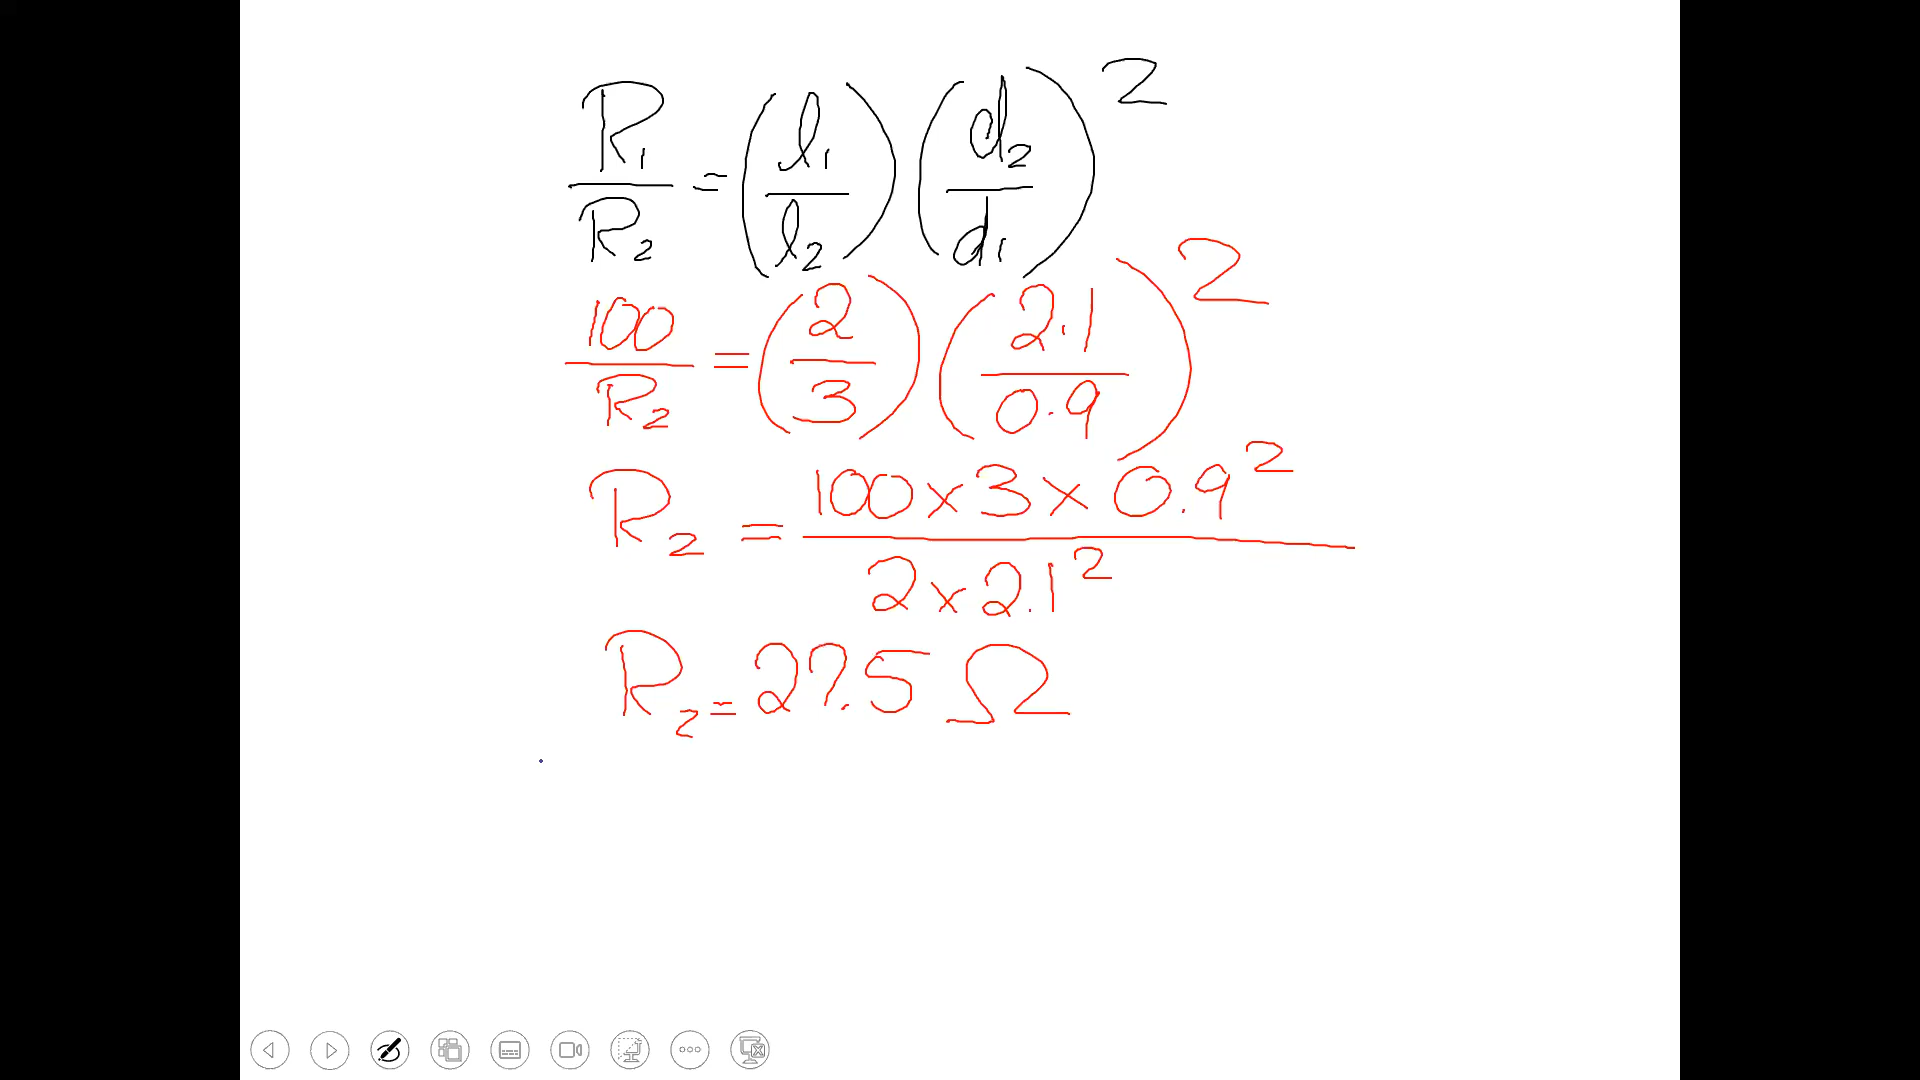 R₁/R₂ = (l₁/l₂) (d₂/d₁)²
100/R₂ = (2/3) (2.1/0.9)²
R₂ = 100 × 3 × 0.9² / 2 × 2.1²
R₂ = 27.5 Ω